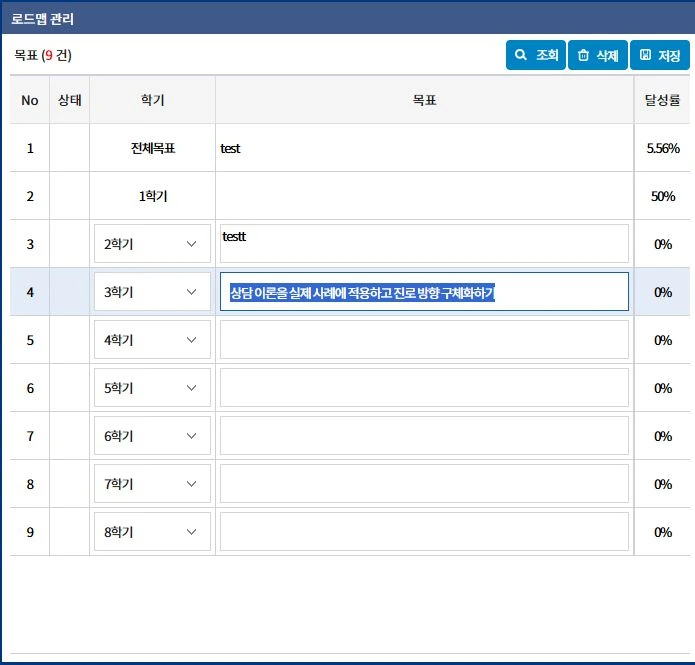 로드맵 관리
목표 (9 건) 조회 삭제 저장
No 상태 학기 목표 달성률
1 전체목표 test 5.56%
2 1학기 50%
3 2학기 testt 0%
4 3학기 상담 이론을 실제 사례에 적용하고 진로 방향 구체화하기 0%
5 4학기 0%
6 5학기 0%
7 6학기 0%
8 7학기 0%
9 8학기 0%